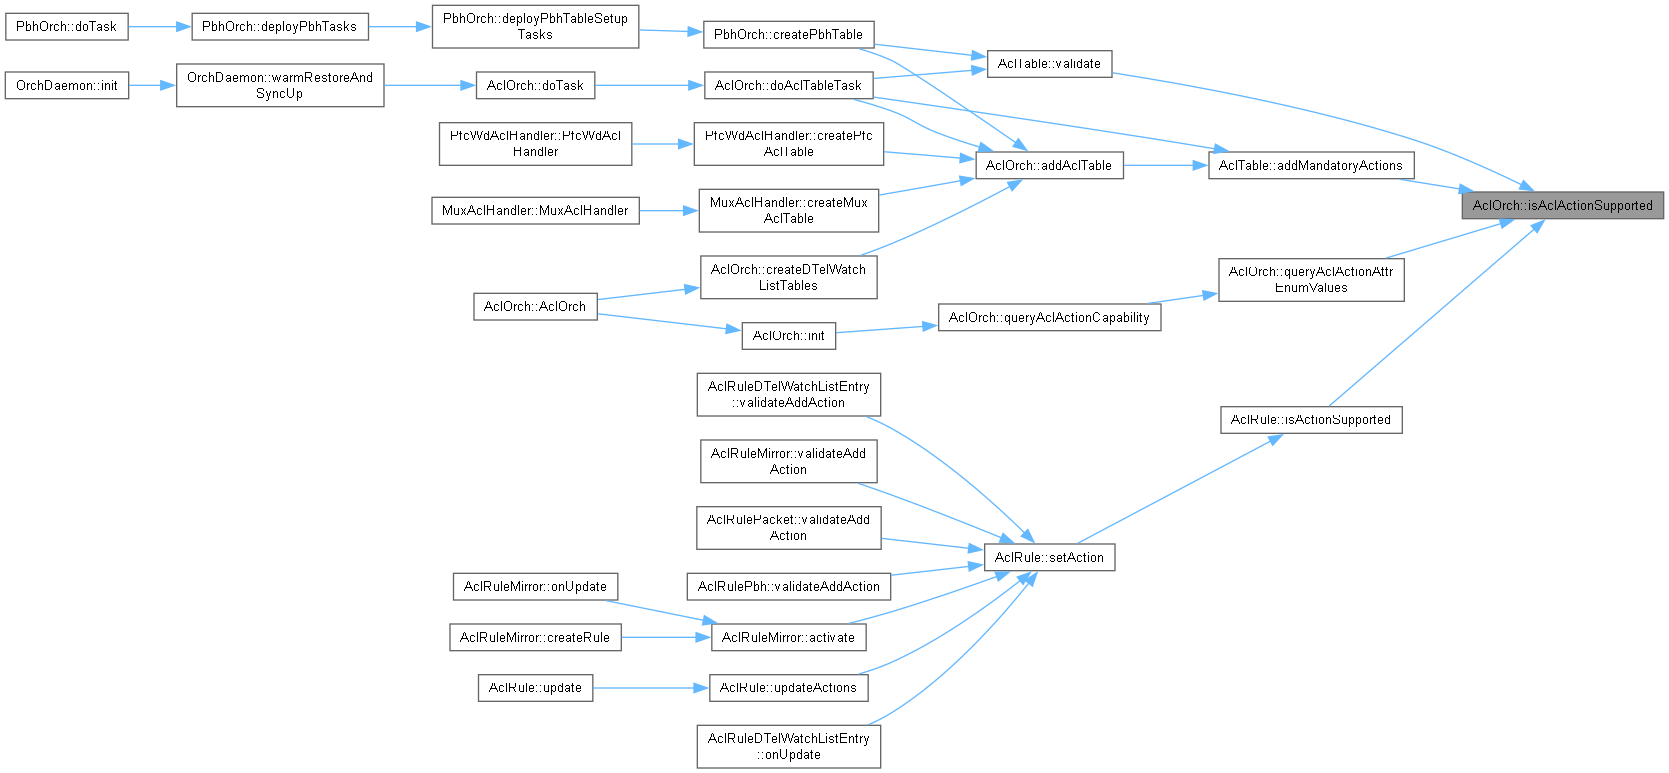 PbhOrch::doTask
PbhOrch::deployPbhTasks
PbhOrch::deployPbhTableSetup
Tasks
PbhOrch::createPbhTable
AclTable::validate
OrchDaemon::init
OrchDaemon::warmRestoreAnd
SyncUp
AclOrch::doTask
AclOrch::doAclTableTask
PfcWdAclHandler::PfcWdAcl
Handler
PfcWdAclHandler::createPfc
AclTable
AclOrch::addAclTable
AclTable::addMandatoryActions
AclOrch::isAclActionSupported
MuxAclHandler::MuxAclHandler
MuxAclHandler::createMux
AclTable
AclOrch::createDTelWatch
ListTables
AclOrch::queryAclActionAttr
EnumValues
AclOrch::AclOrch
AclOrch::init
AclOrch::queryAclActionCapability
AclRuleDTelWatchListEntry
::validateAddAction
AclRule::isActionSupported
AclRuleMirror::validateAdd
Action
AclRulePacket::validateAdd
Action
AclRule::setAction
AclRuleMirror::onUpdate
AclRulePbh::validateAddAction
AclRuleMirror::createRule
AclRuleMirror::activate
AclRule::update
AclRule::updateActions
AclRuleDTelWatchListEntry
::onUpdate